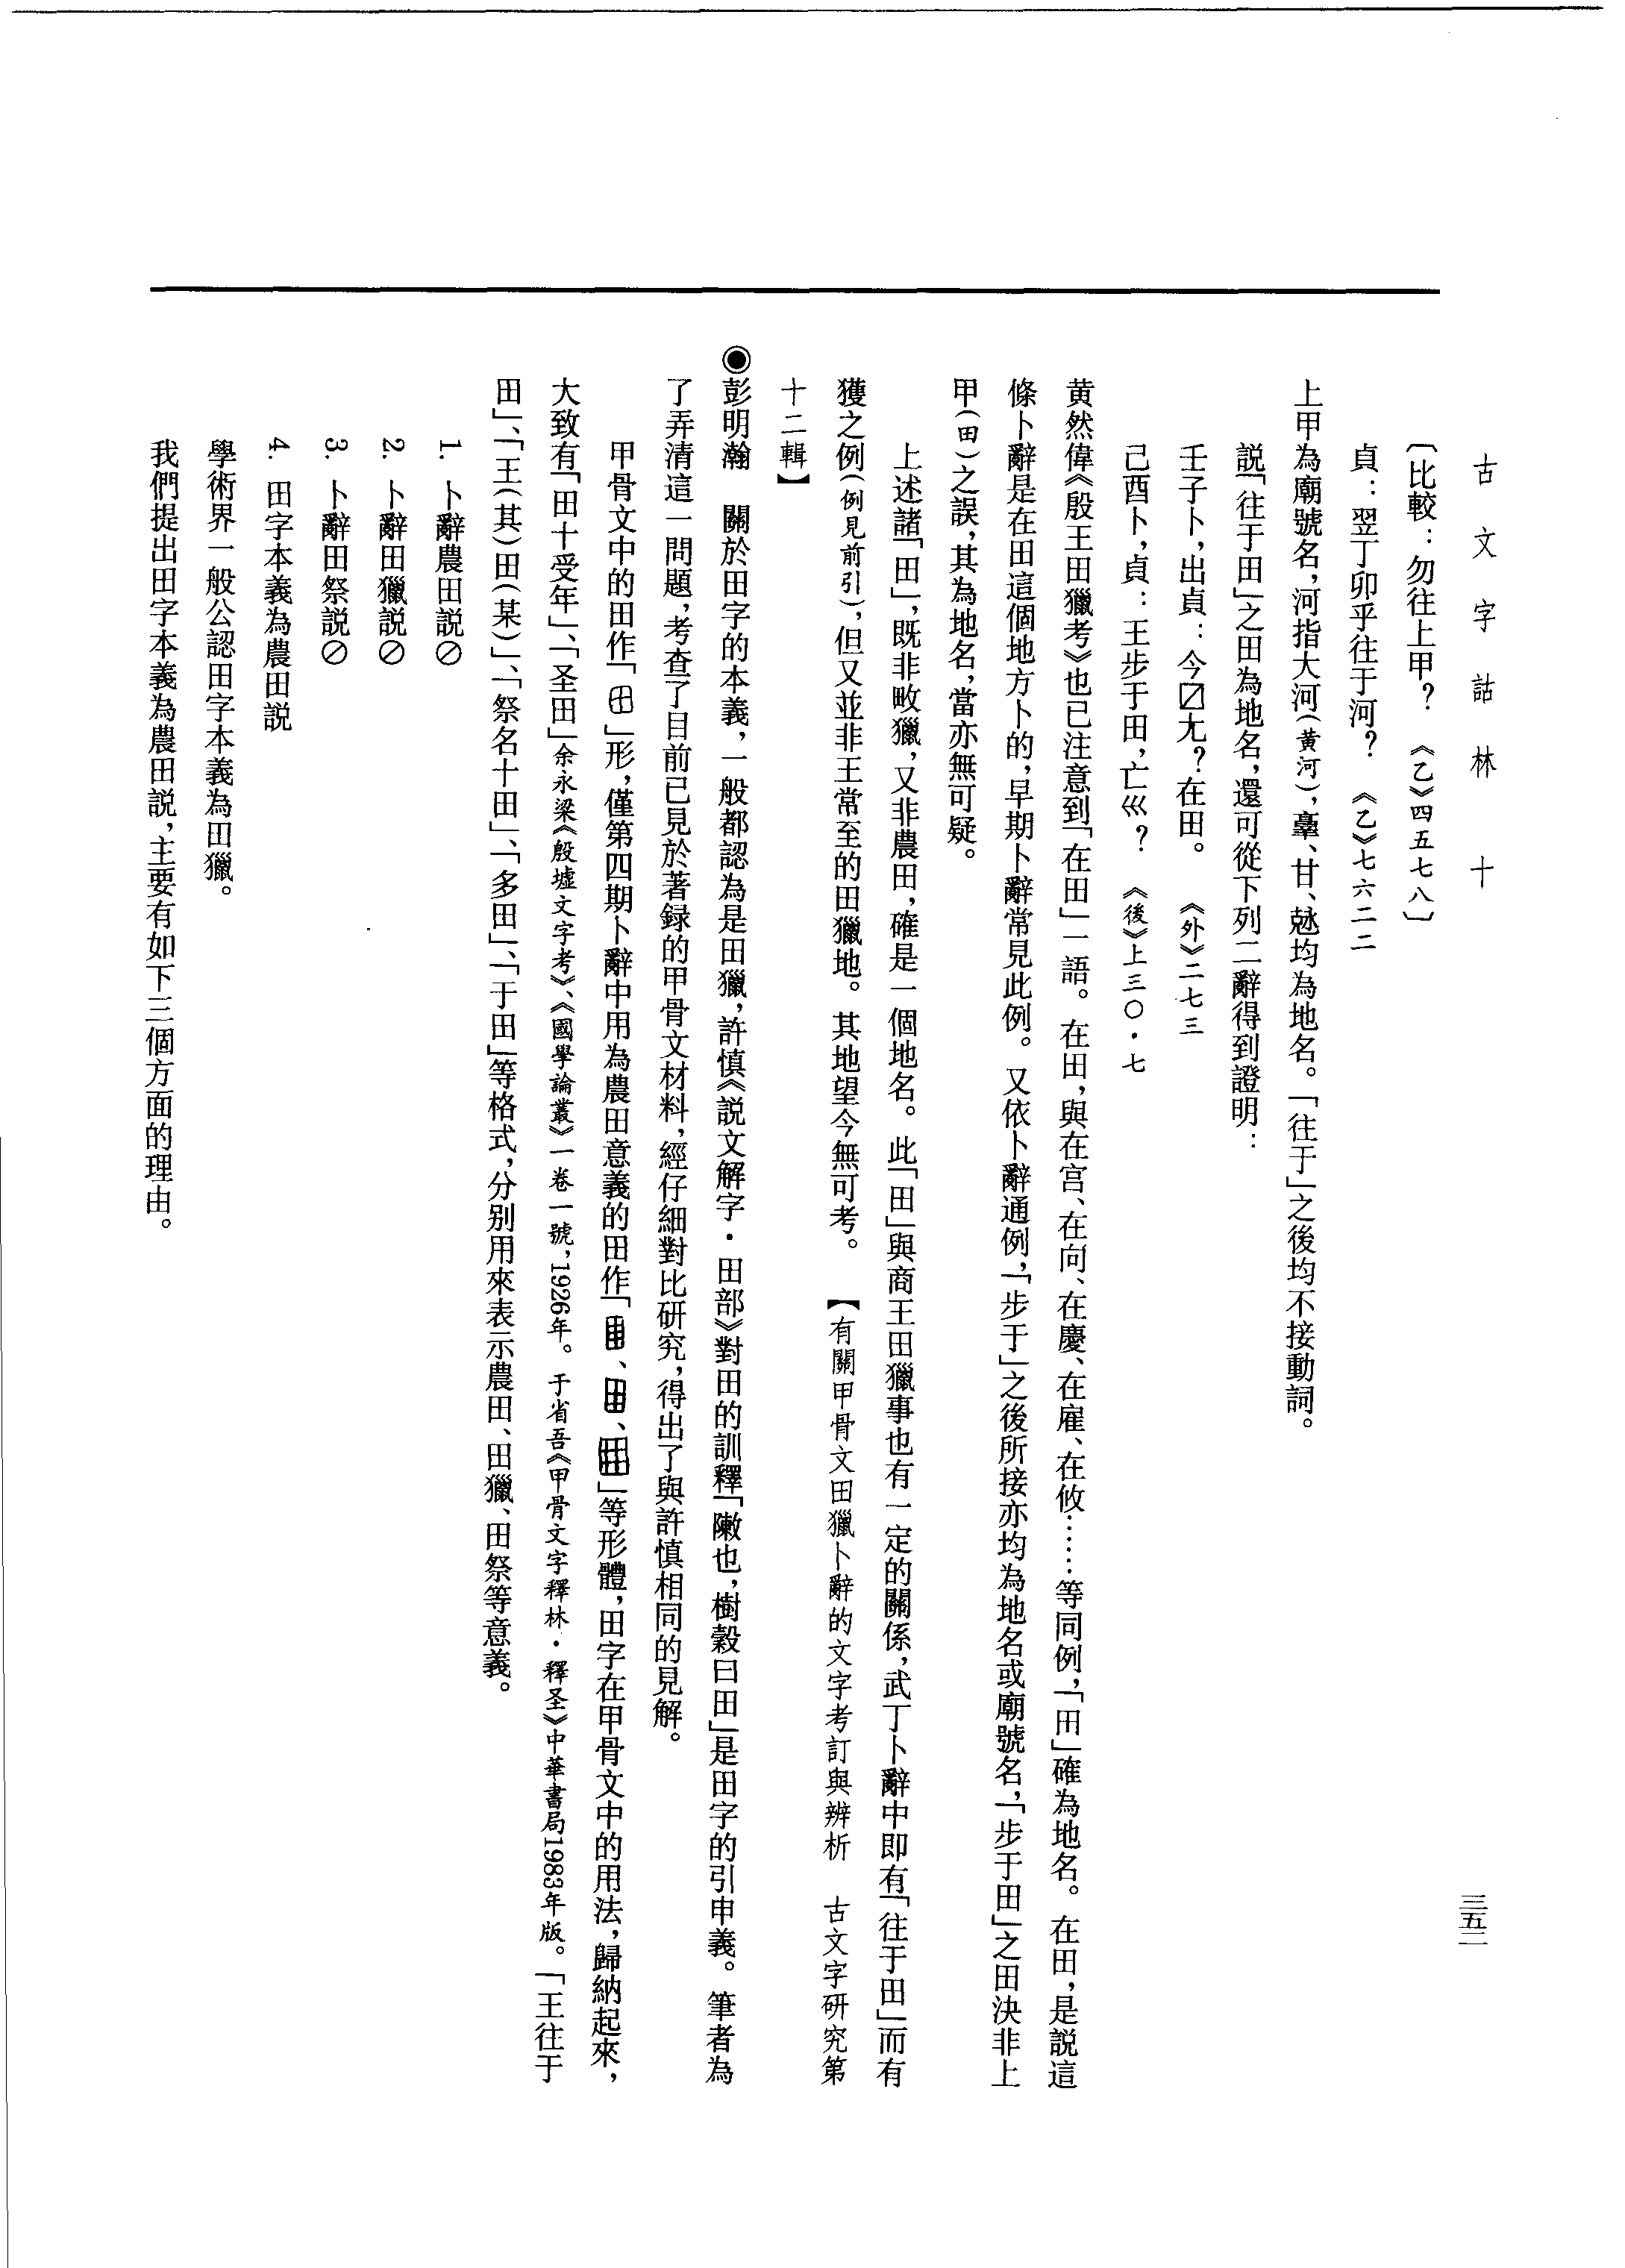 古文字詁林　十
三五二
〔比較：勿往上甲？　《乙》四五七八〕
貞：翌丁卯乎往于河？　《乙》七六二二
上甲為廟號名，河指大河（黃河），𦎫、甘、㞷均為地名。「往于」之後均不接動詞。
說「往于田」之田為地名，還可從下列二辭得到證明：
壬子卜，出貞：今〼尢？在田。　《外》二七三
己酉卜，貞：王步于田，亡巛？　《後》上三〇·七
黃然偉《殷王田獵考》也已注意到「在田」一語。在田，與在宫、在向、在慶、在雇、在攸……等同例，「田」確為地名。在田，是說這
條卜辭是在田這個地方卜的，早期卜辭常見此例。又依卜辭通例，「步于」之後所接亦均為地名或廟號名，「步于田」之田決非上
甲（田）之誤，其為地名，當亦無可疑。
上述諸「田」，既非畋獵，又非農田，確是一個地名。此「田」與商王田獵事也有一定的關係，武丁卜辭中即有「往于田」而有
獲之例（例見前引），但又並非王常至的田獵地。其地望今無可考。　【有關甲骨文田獵卜辭的文字考訂與辨析　古文字研究第
十二輯】
◉彭明瀚　關於田字的本義，一般都認為是田獵，許慎《說文解字·田部》對田的訓釋「敶也，樹穀曰田」是田字的引申義。筆者為
了弄清這一問題，考查了目前已見於著録的甲骨文材料，經仔細對比研究，得出了與許慎相同的見解。
甲骨文中的田作「田」形，僅第四期卜辭中用為農田意義的田作「　、　、　」等形體，田字在甲骨文中的用法，歸納起來，
大致有「田十受年」、「圣田」余永梁《殷墟文字考》、《國學論叢》一卷一號，1926年。于省吾《甲骨文字釋林·釋圣》中華書局1983年版。「王往于
田」、「王（其）田（某）」、「祭名十田」、「多田」、「于田」等格式，分别用來表示農田、田獵、田祭等意義。
1. 卜辭農田說⊘
2. 卜辭田獵說⊘
3. 卜辭田祭說⊘
4. 田字本義為農田說
學術界一般公認田字本義為田獵。
我們提出田字本義為農田說，主要有如下三個方面的理由。